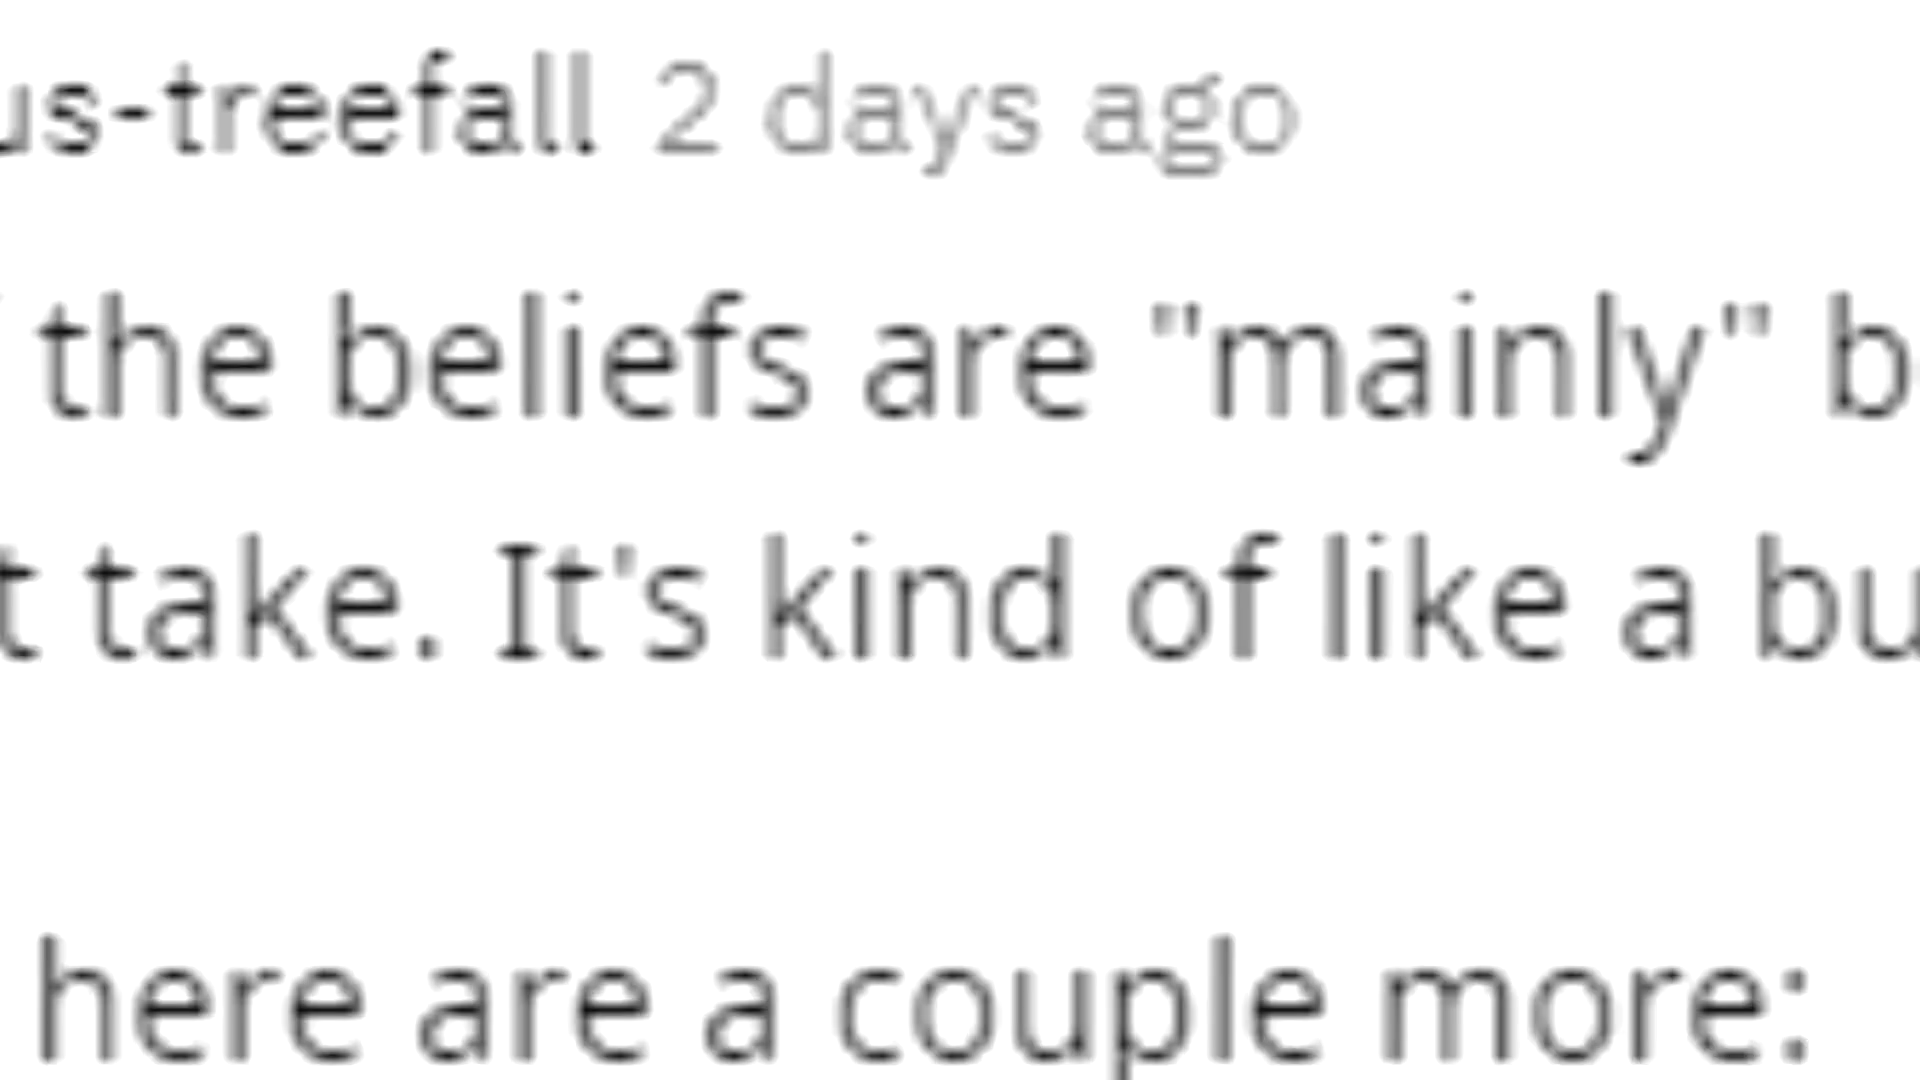 us-treefall 2 days ago
the beliefs are "mainly" b
t take. It's kind of like a bu
here are a couple more: